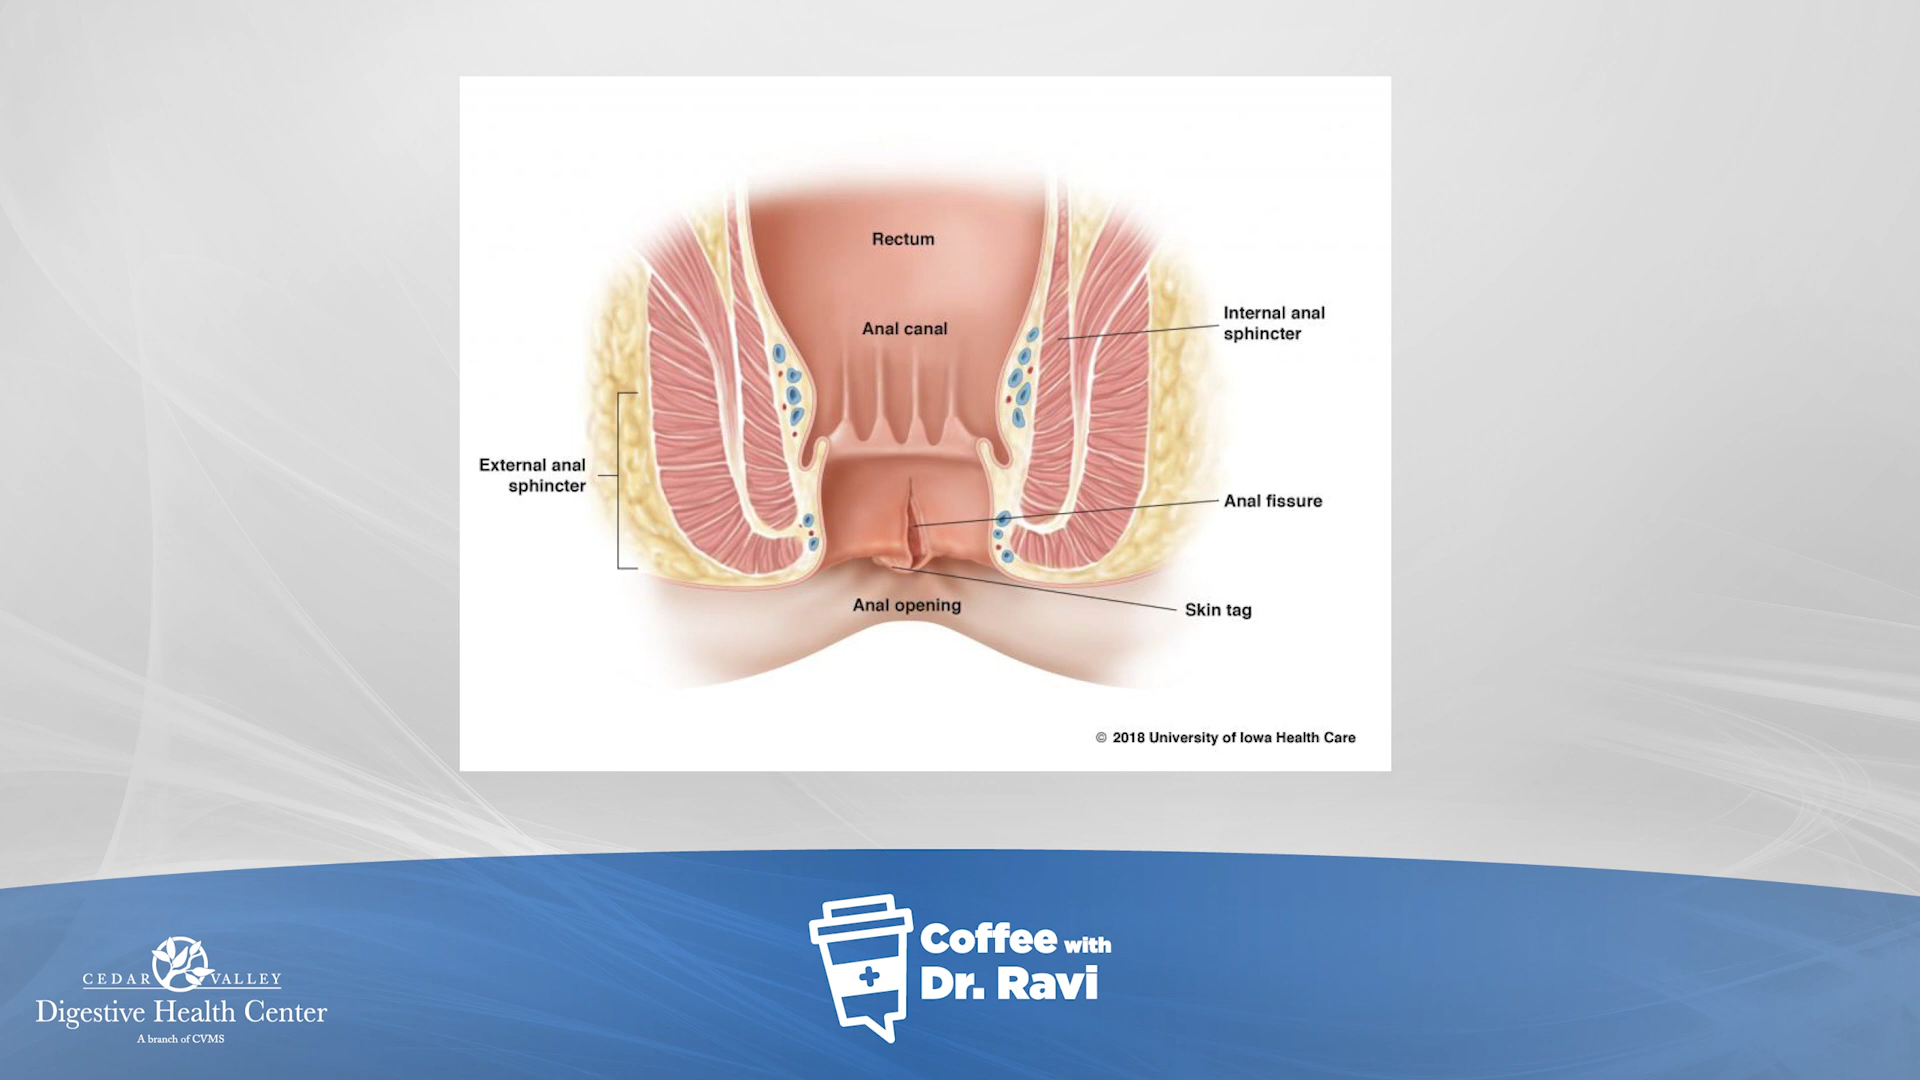 Rectum
Anal canal
Internal anal
sphincter
External anal
sphincter
Anal fissure
Anal opening
Skin tag
© 2018 University of Iowa Health Care
Coffee with
Dr. Ravi
CEDAR VALLEY
Digestive Health Center
A branch of CVMS